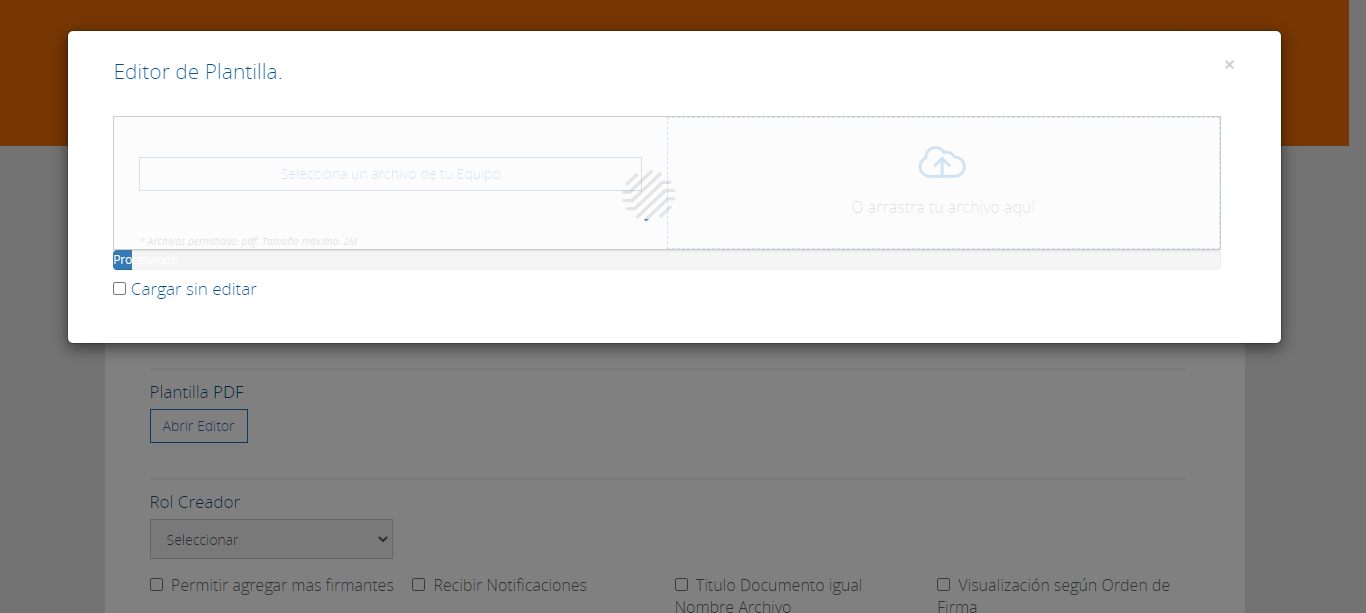 Editor de Plantilla.
×
Selecciona un archivo de tu Equipo
O arrastra tu archivo aquí
* Archivos permitidos: pdf. Tamaño maximo: 2M
Procesando
Cargar sin editar
Plantilla PDF
Abrir Editor
Rol Creador
Seleccionar
Permitir agregar mas firmantes
Recibir Notificaciones
Titulo Documento igual
Nombre Archivo
Visualización según Orden de
Firma